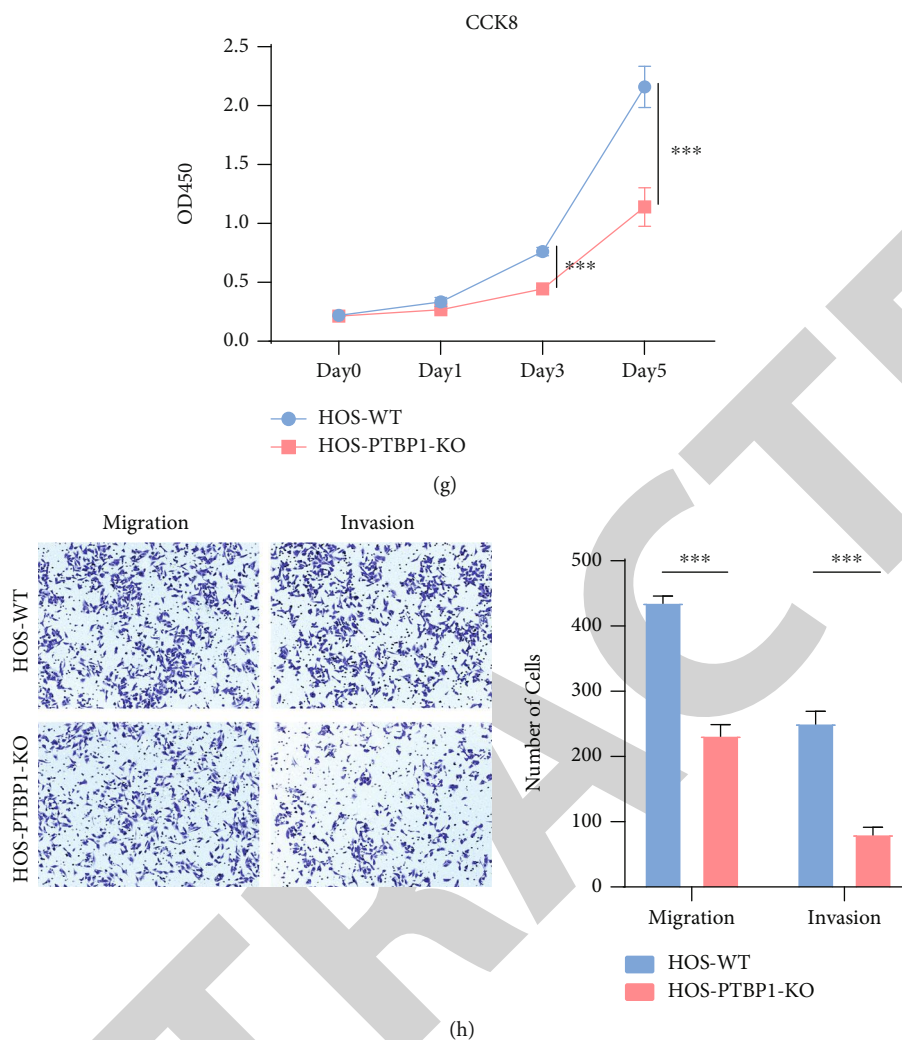 CCK8
2.5
2.0
1.5
1.0
0.5
0.0
OD450
***
***
Day0 Day1 Day3 Day5
HOS-WT
HOS-PTBP1-KO
(g)
Migration Invasion
HOS-WT
HOS-PTBP1-KO
500
400
300
200
100
0
Number of Cells
*** ***
Migration Invasion
HOS-WT
HOS-PTBP1-KO
(h)